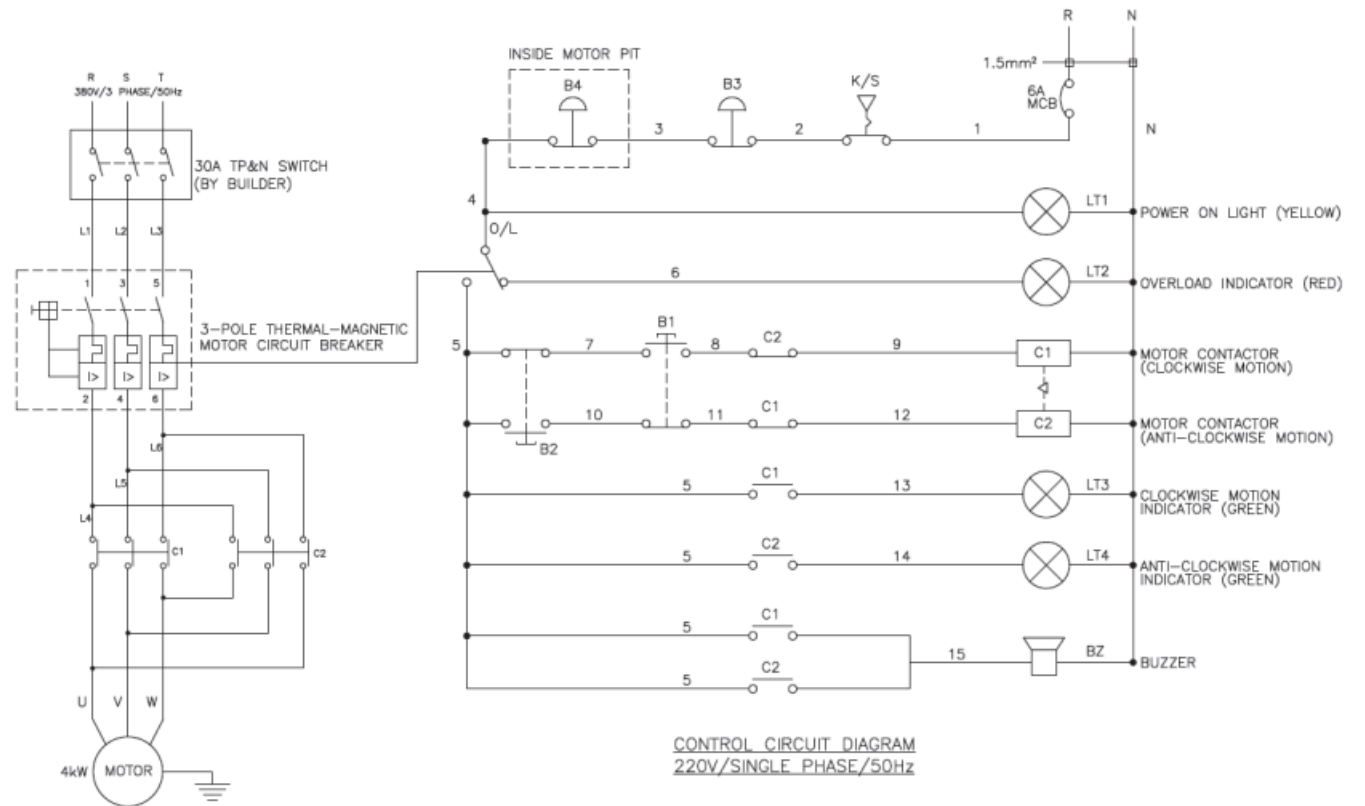 R N
INSIDE MOTOR PIT
1.5mm²
R S T
380V/3 PHASE/50Hz
B4 B3 K/S
6A
MCB
3 2 1 N
30A TP&N SWITCH
(BY BUILDER)
4 LT1 POWER ON LIGHT (YELLOW)
L1 L2 L3
O/L
1 3 5
6 LT2 OVERLOAD INDICATOR (RED)
3-POLE THERMAL-MAGNETIC
MOTOR CIRCUIT BREAKER
B1
5 7 8 C2 9 C1 MOTOR CONTACTOR
(CLOCKWISE MOTION)
I> I> I>
2 4 6
10 11 C1 12 C2 MOTOR CONTACTOR
(ANTI-CLOCKWISE MOTION)
B2
L6
L5
L4
5 C1 13 LT3 CLOCKWISE MOTION
INDICATOR (GREEN)
C1 C2
5 C2 14 LT4 ANTI-CLOCKWISE MOTION
INDICATOR (GREEN)
5 C1
15 BZ BUZZER
5 C2
U V W
4kW MOTOR
CONTROL CIRCUIT DIAGRAM
220V/SINGLE PHASE/50Hz